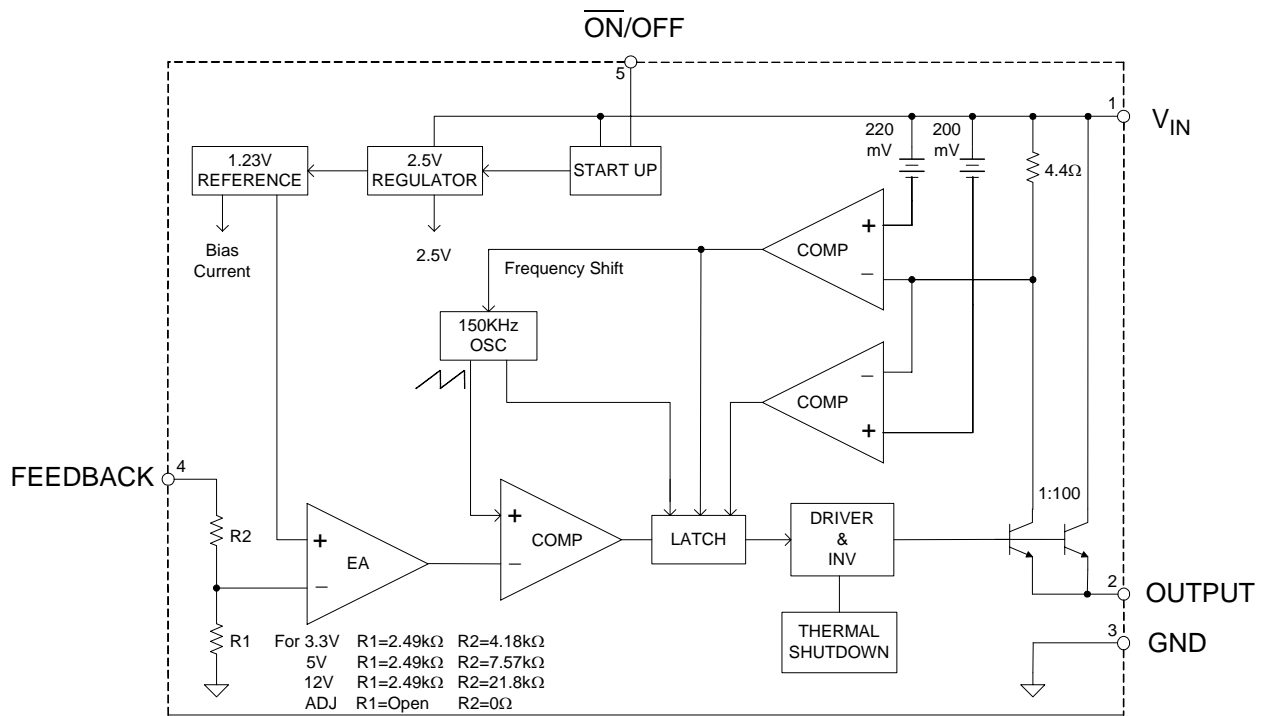 ON/OFF
5
1
VIN
220
mV
200
mV
1.23V
REFERENCE
2.5V
REGULATOR
START UP
4.4Ω
+
COMP
−
Bias
Current
2.5V
Frequency Shift
150KHz
OSC
−
COMP
+
FEEDBACK
4
1:100
R2
+
EA
−
+
COMP
−
LATCH
DRIVER
&
INV
2
OUTPUT
3
GND
THERMAL
SHUTDOWN
R1
For 3.3V R1=2.49kΩ R2=4.18kΩ
5V R1=2.49kΩ R2=7.57kΩ
12V R1=2.49kΩ R2=21.8kΩ
ADJ R1=Open R2=0Ω